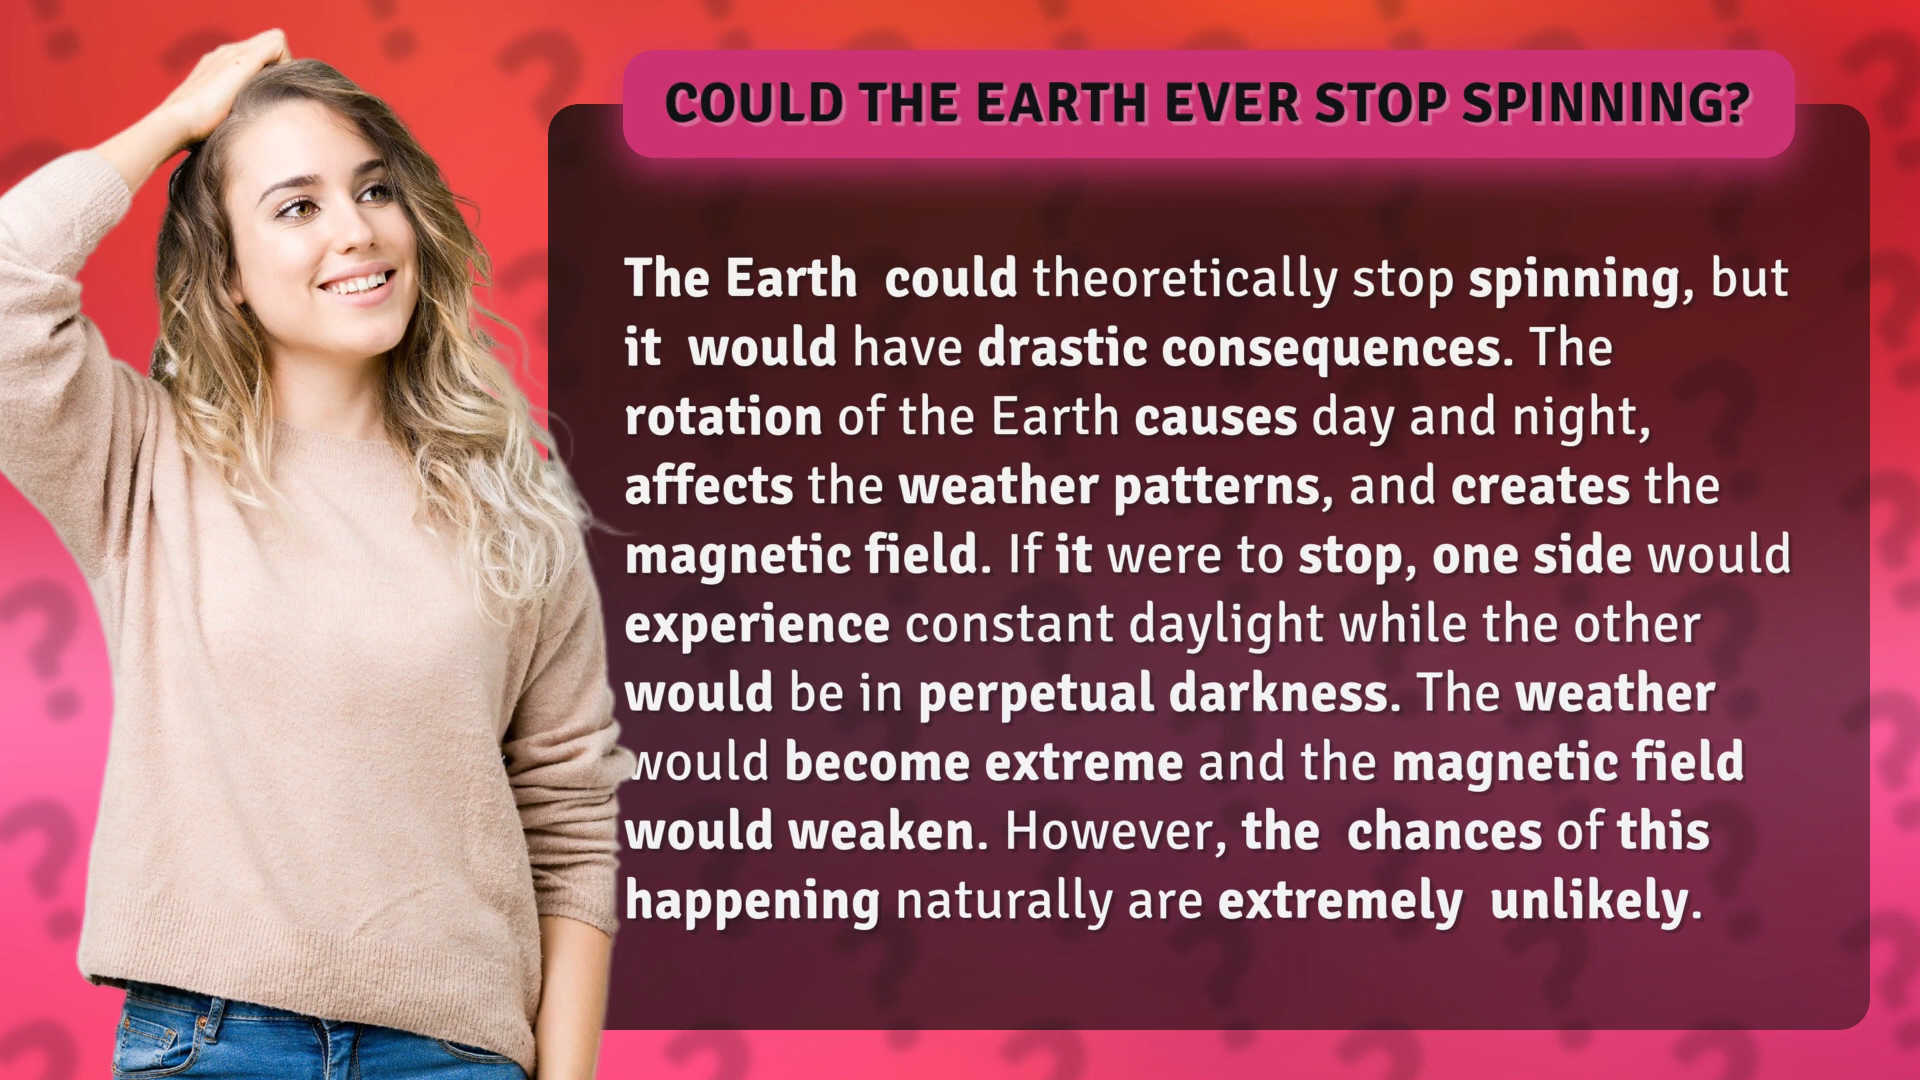 COULD THE EARTH EVER STOP SPINNING?
The Earth could theoretically stop spinning, but
it would have drastic consequences. The
rotation of the Earth causes day and night,
affects the weather patterns, and creates the
magnetic field. If it were to stop, one side would
experience constant daylight while the other
would be in perpetual darkness. The weather
would become extreme and the magnetic field
would weaken. However, the chances of this
happening naturally are extremely unlikely.